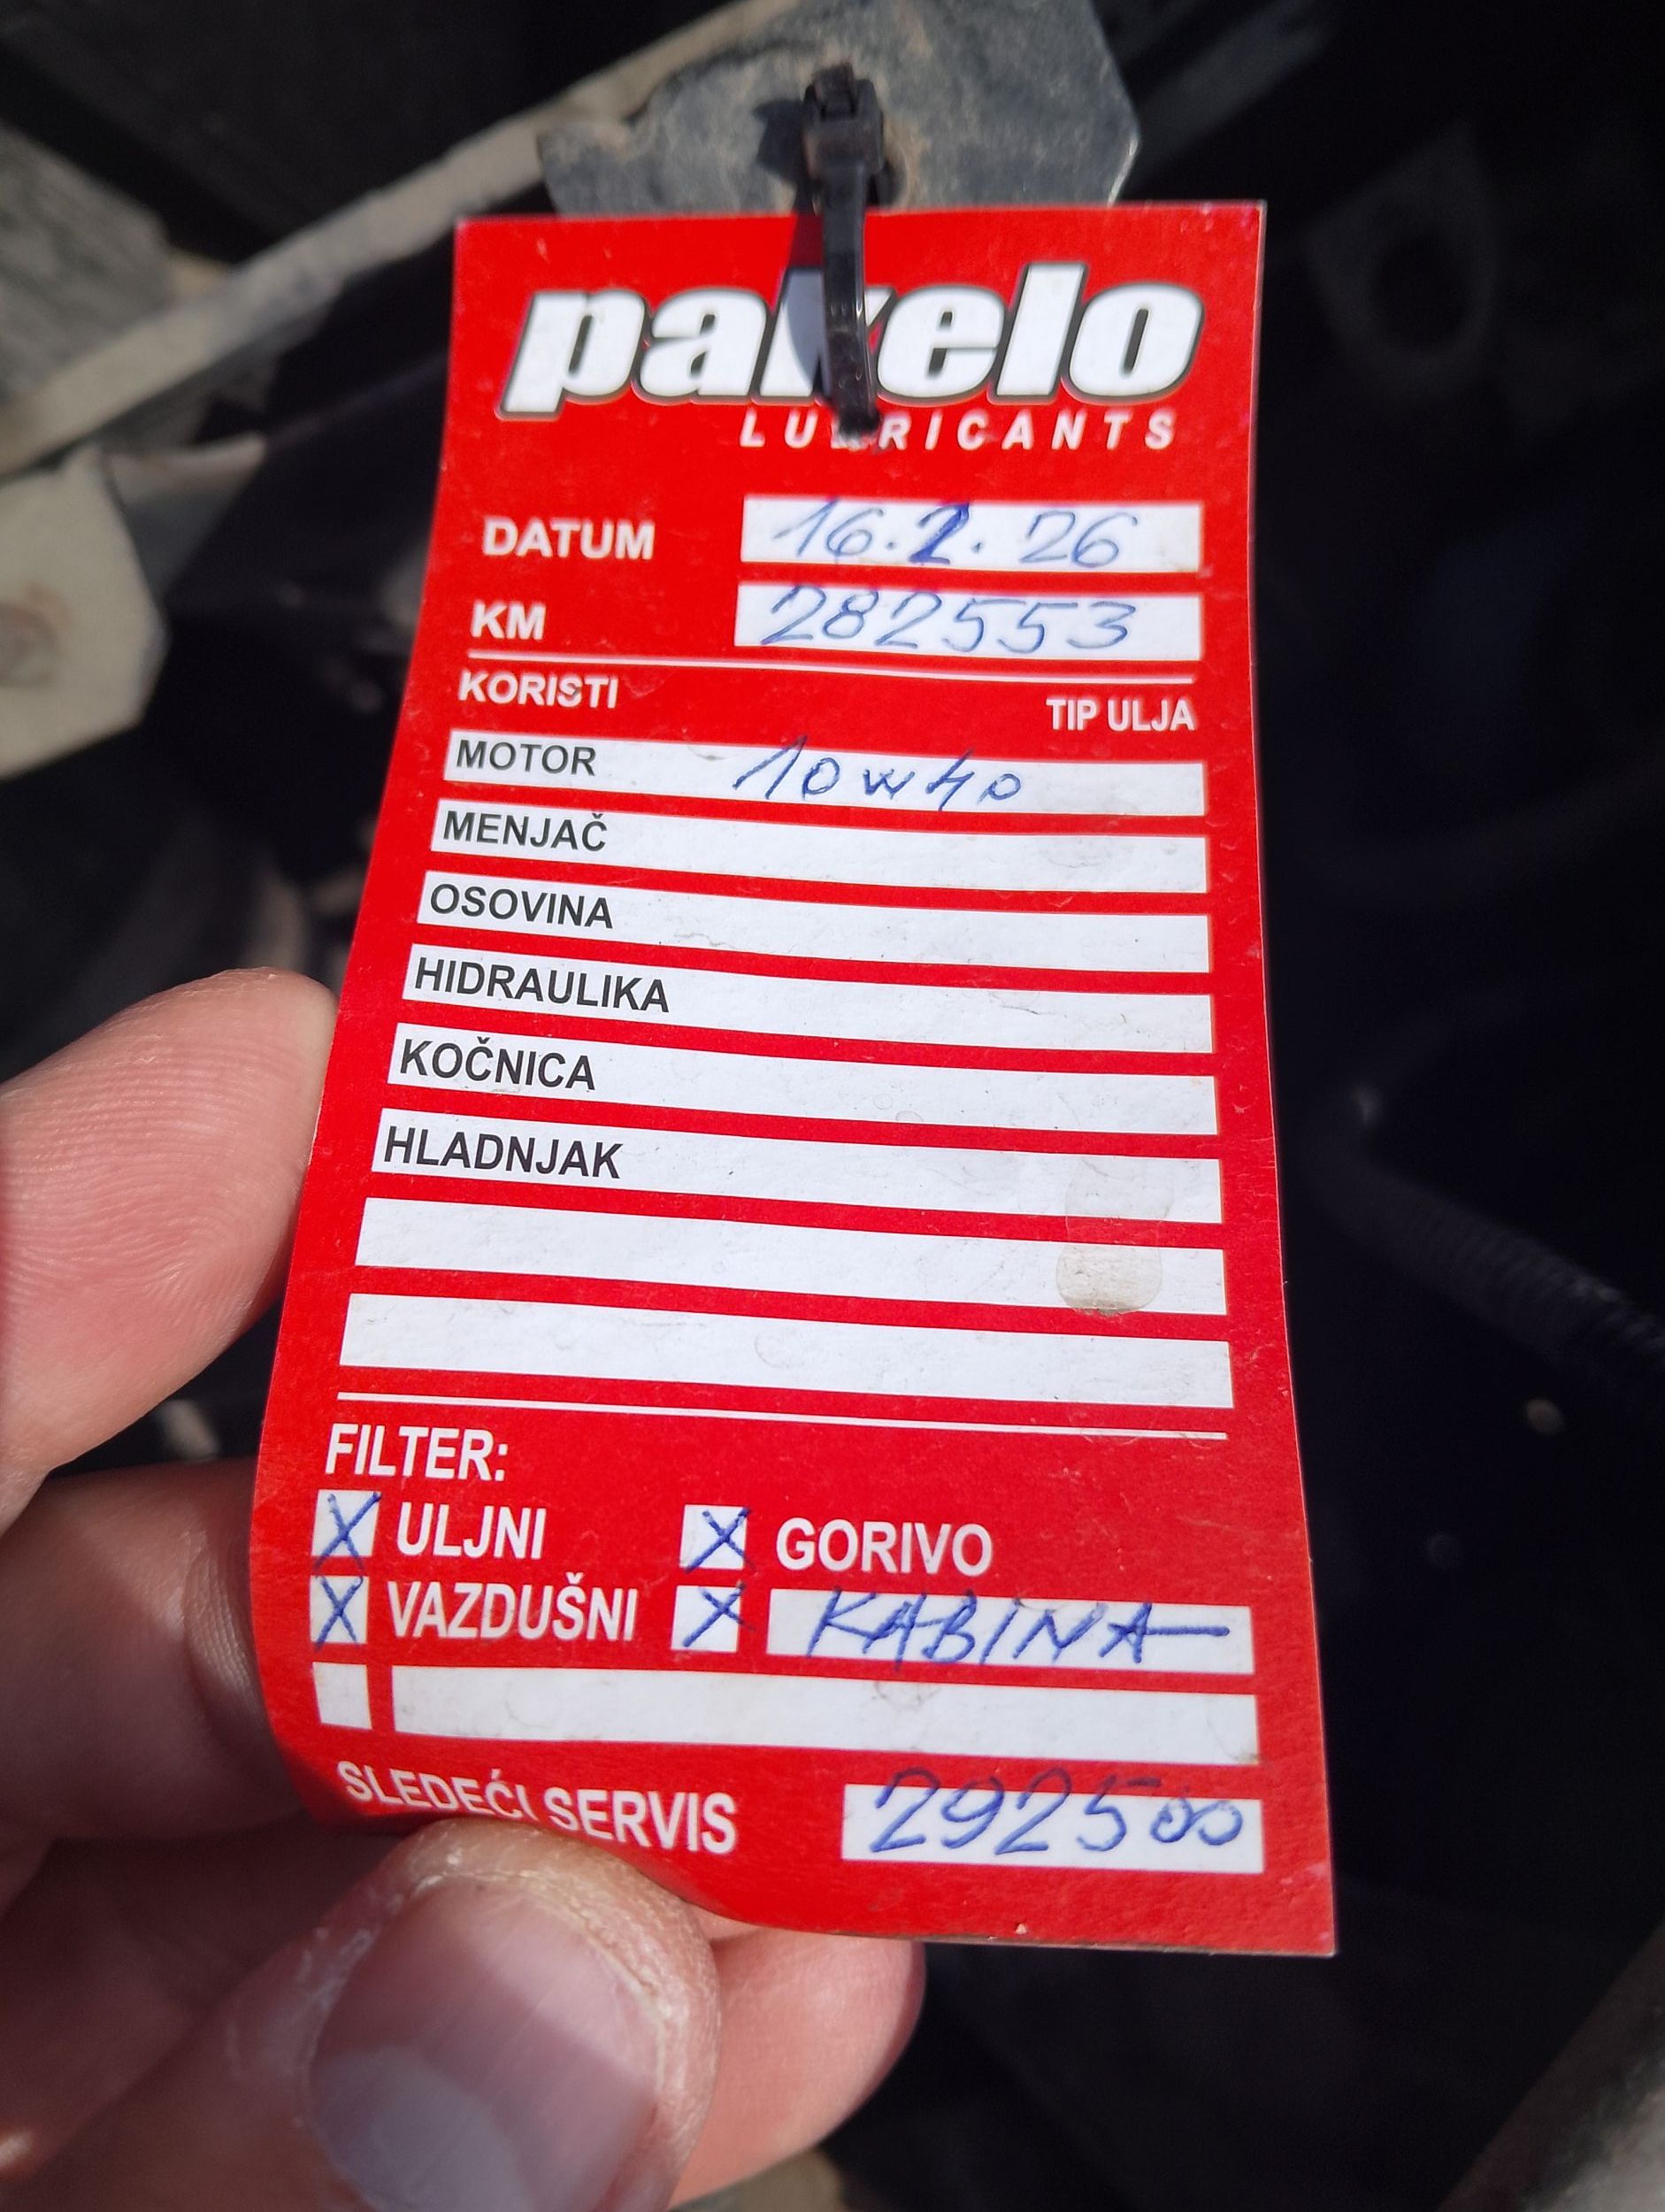 pakelo
LUBRICANTS
DATUM 16.2.26
KM 282553
KORISTI TIP ULJA
MOTOR 10w40
MENJAČ
OSOVINA
HIDRAULIKA
KOČNICA
HLADNJAK
FILTER:
X ULJNI X GORIVO
X VAZDUŠNI X KABINA
SLEDEĆI SERVIS 292500